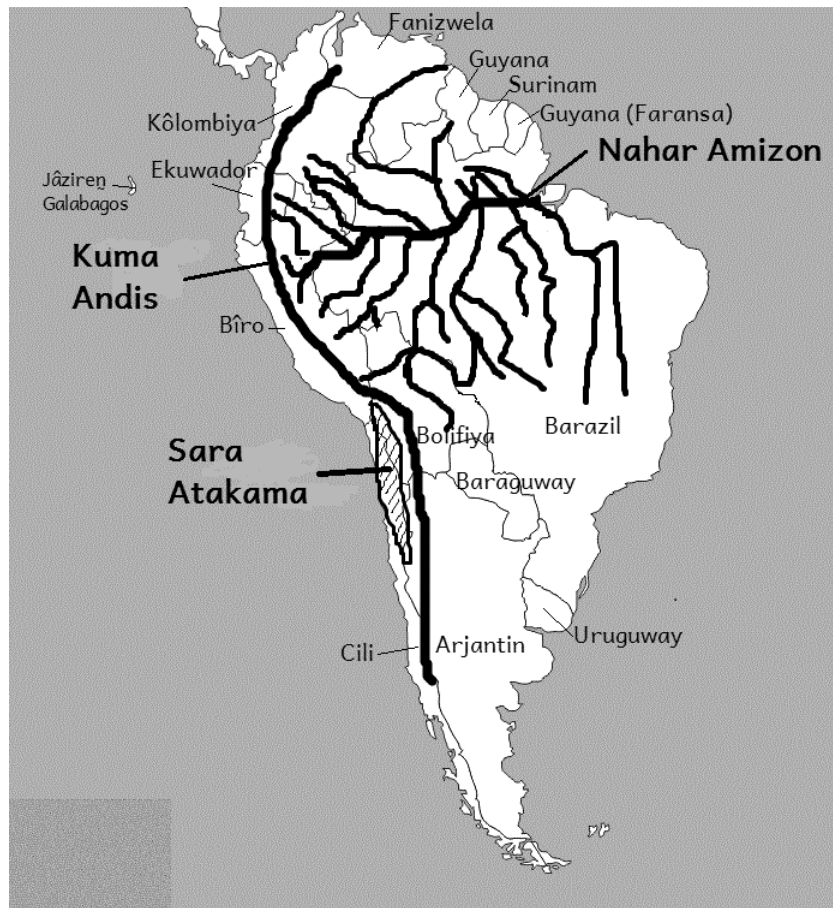 Fanizwela
Guyana
Surinam
Guyana (Faransa)
Kôlombiya
Nahar Amizon
Ekuwador
Jâzireṉ
Galabagos
Kuma
Andis
Bîro
Barazil
Bolifiya
Sara
Atakama
Baraguway
Uruguway
Cili
Arjantin